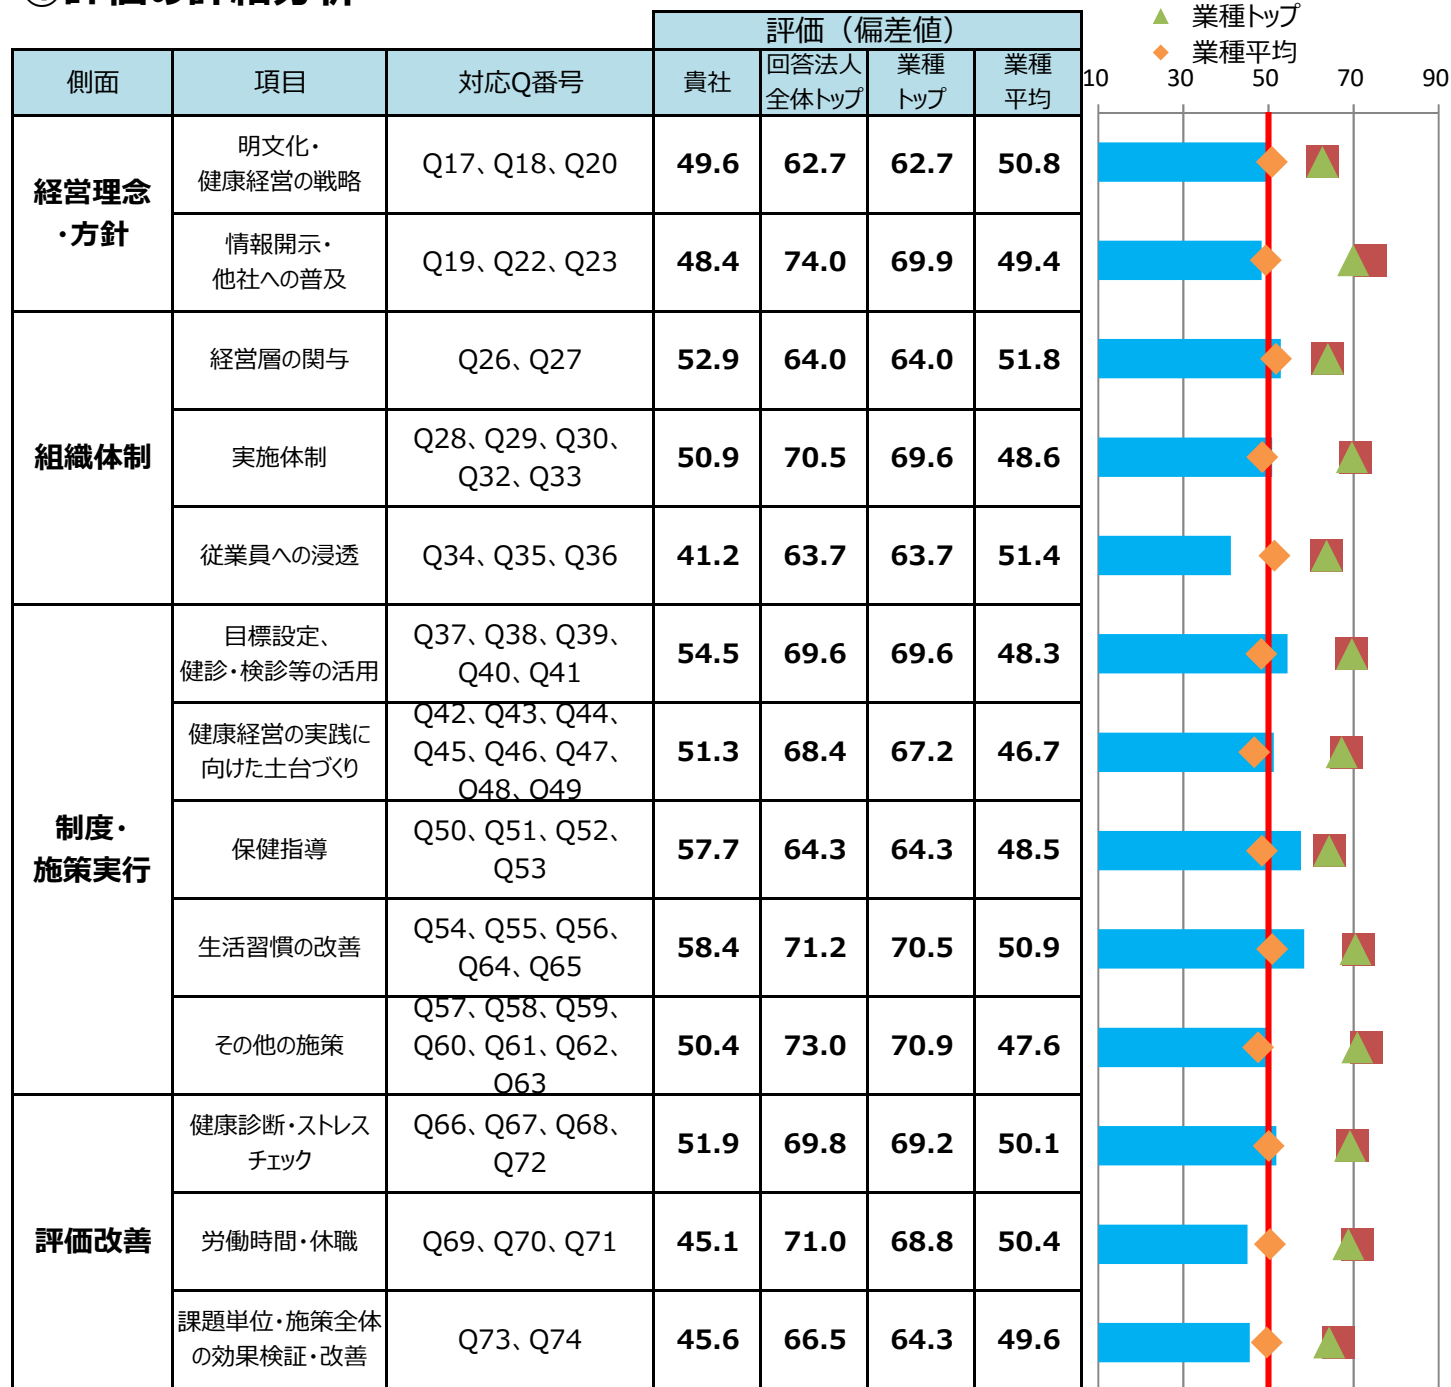 評価（偏差値）
▲ 業種トップ
◆ 業種平均
側面 項目 対応Q番号 貴社 回答法人全体トップ 業種トップ 業種平均
10 30 50 70 90
経営理念・方針
明文化・健康経営の戦略 Q17、Q18、Q20 49.6 62.7 62.7 50.8
情報開示・他社への普及 Q19、Q22、Q23 48.4 74.0 69.9 49.4
組織体制
経営層の関与 Q26、Q27 52.9 64.0 64.0 51.8
実施体制 Q28、Q29、Q30、Q32、Q33 50.9 70.5 69.6 48.6
従業員への浸透 Q34、Q35、Q36 41.2 63.7 63.7 51.4
制度・施策実行
目標設定、健診・検診等の活用 Q37、Q38、Q39、Q40、Q41 54.5 69.6 69.6 48.3
健康経営の実践に向けた土台づくり Q42、Q43、Q44、Q45、Q46、Q47、Q48、Q49 51.3 68.4 67.2 46.7
保健指導 Q50、Q51、Q52、Q53 57.7 64.3 64.3 48.5
生活習慣の改善 Q54、Q55、Q56、Q64、Q65 58.4 71.2 70.5 50.9
その他の施策 Q57、Q58、Q59、Q60、Q61、Q62、Q63 50.4 73.0 70.9 47.6
評価改善
健康診断・ストレスチェック Q66、Q67、Q68、Q72 51.9 69.8 69.2 50.1
労働時間・休職 Q69、Q70、Q71 45.1 71.0 68.8 50.4
課題単位・施策全体の効果検証・改善 Q73、Q74 45.6 66.5 64.3 49.6